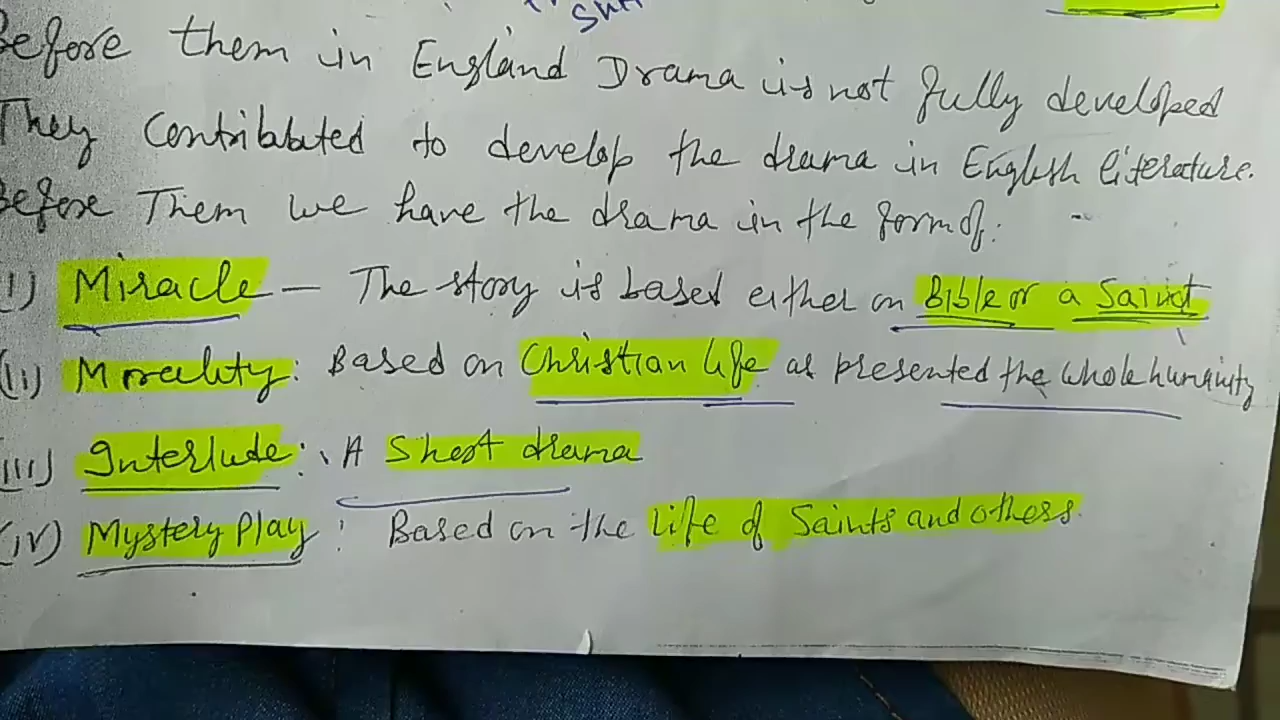 Before them in England Drama is not fully developed
They Contributed to develop the drama in English literature.
Before Them we have the drama in the form of:
(i) Miracle — The story is based either on Bible or a Saint
(ii) Morality: Based on Christian life as presented the whole humanity
(iii) Interlude: A Short drama
(iv) Mystery Play: Based on the life of Saints and others.